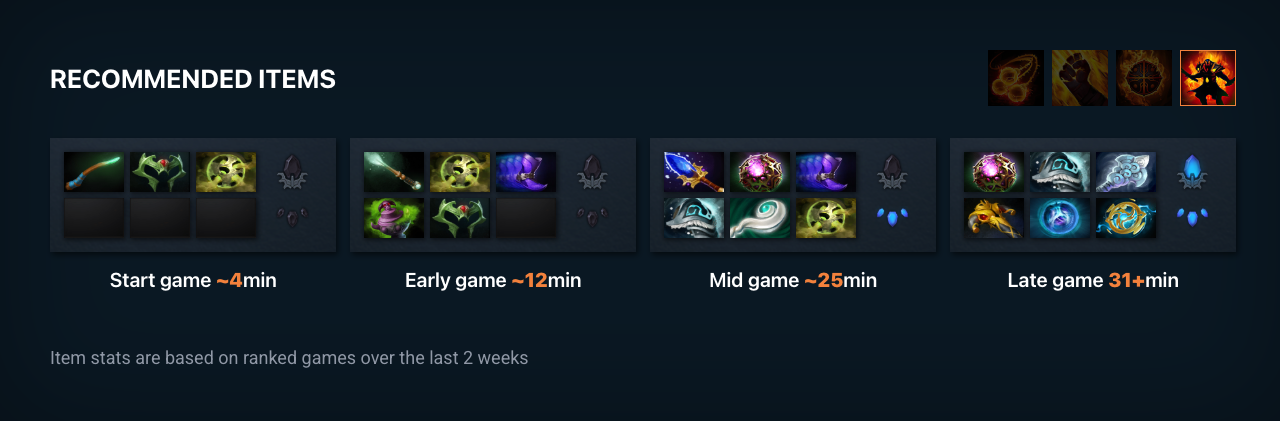 RECOMMENDED ITEMS
Start game ~4min
Early game ~12min
Mid game ~25min
Late game 31+min
Item stats are based on ranked games over the last 2 weeks